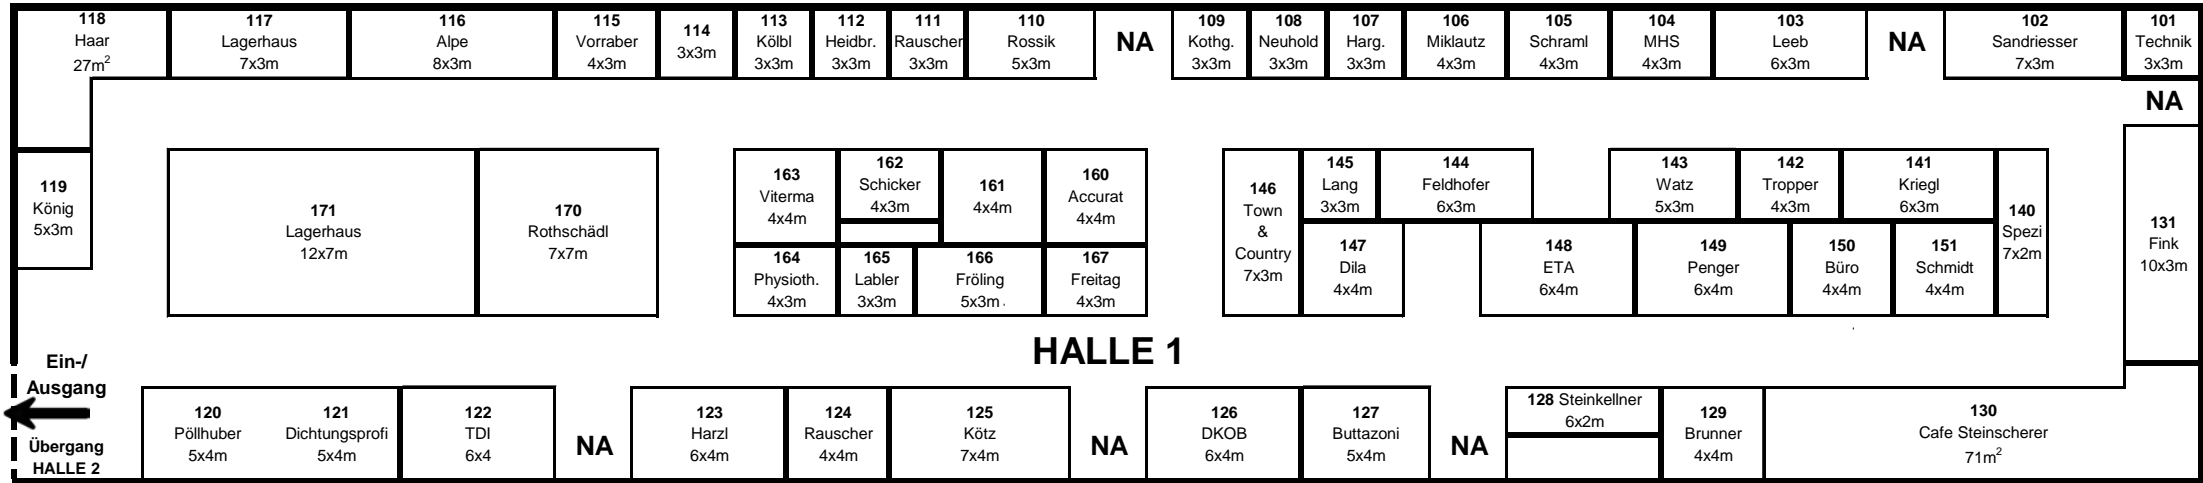 118
Haar
27m²
117
Lagerhaus
7x3m
116
Alpe
8x3m
115
Vorraber
4x3m
114
3x3m
113
Kölbl
3x3m
112
Heidbr.
3x3m
111
Rauscher
3x3m
110
Rossik
5x3m
NA
109
Kothg.
3x3m
108
Neuhold
3x3m
107
Harg.
3x3m
106
Miklautz
4x3m
105
Schraml
4x3m
104
MHS
4x3m
103
Leeb
6x3m
NA
102
Sandriesser
7x3m
101
Technik
3x3m
NA
119
König
5x3m
171
Lagerhaus
12x7m
170
Rothschädl
7x7m
163
Viterma
4x4m
162
Schicker
4x3m
161
4x4m
160
Accurat
4x4m
164
Physioth.
4x3m
165
Labler
3x3m
166
Fröling
5x3m
167
Freitag
4x3m
146
Town
&
Country
7x3m
145
Lang
3x3m
144
Feldhofer
6x3m
143
Watz
5x3m
142
Tropper
4x3m
141
Kriegl
6x3m
140
Spezi
7x2m
147
Dila
4x4m
148
ETA
6x4m
149
Penger
6x4m
150
Büro
4x4m
151
Schmidt
4x4m
131
Fink
10x3m
HALLE 1
Ein-/
Ausgang
Übergang
HALLE 2
120
Pöllhuber
5x4m
121
Dichtungsprofi
5x4m
122
TDI
6x4
NA
123
Harzl
6x4m
124
Rauscher
4x4m
125
Kötz
7x4m
NA
126
DKOB
6x4m
127
Buttazoni
5x4m
NA
128 Steinkellner
6x2m
129
Brunner
4x4m
130
Cafe Steinscherer
71m²